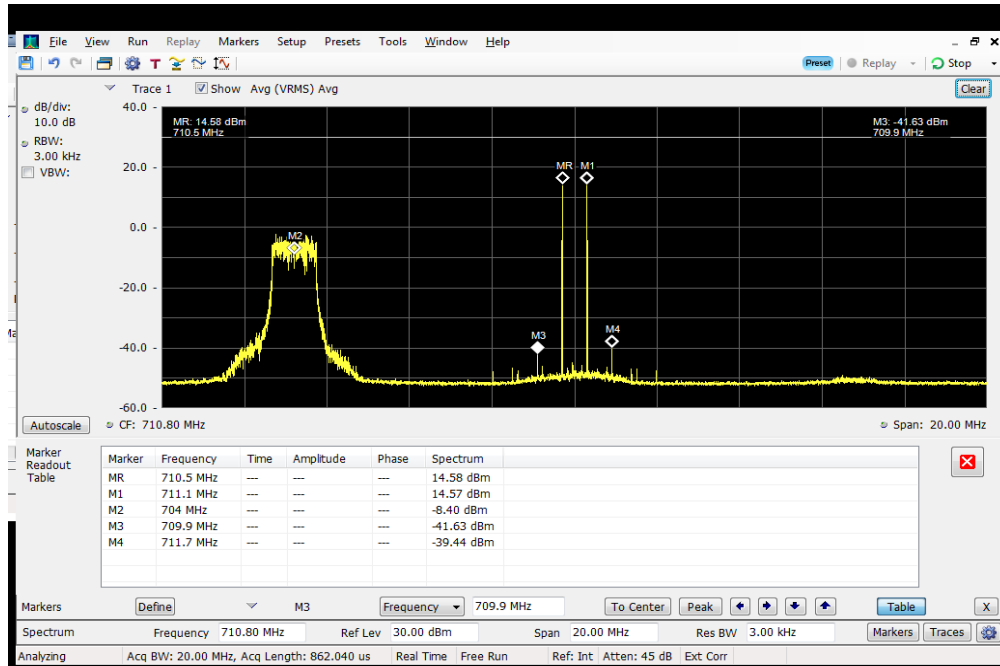 File View Run Replay Markers Setup Presets Tools Window Help
Preset Replay Stop
Trace 1 Show Avg (VRMS) Avg Clear
dB/div:
10.0 dB
RBW:
3.00 kHz
VBW:
40.0
20.0
0.0
-20.0
-40.0
-60.0
MR: 14.58 dBm
710.5 MHz
M3: -41.63 dBm
709.9 MHz
MR M1
M2
M3
M4
Autoscale CF: 710.80 MHz Span: 20.00 MHz
Marker
Readout
Table
Marker Frequency Time Amplitude Phase Spectrum
MR 710.5 MHz --- --- --- 14.58 dBm
M1 711.1 MHz --- --- --- 14.57 dBm
M2 704 MHz --- --- --- -8.40 dBm
M3 709.9 MHz --- --- --- -41.63 dBm
M4 711.7 MHz --- --- --- -39.44 dBm
Markers Define M3 Frequency 709.9 MHz To Center Peak Table X
Spectrum Frequency 710.80 MHz Ref Lev 30.00 dBm Span 20.00 MHz Res BW 3.00 kHz Markers Traces
Analyzing Acq BW: 20.00 MHz, Acq Length: 862.040 us Real Time Free Run Ref: Int Atten: 45 dB Ext Corr